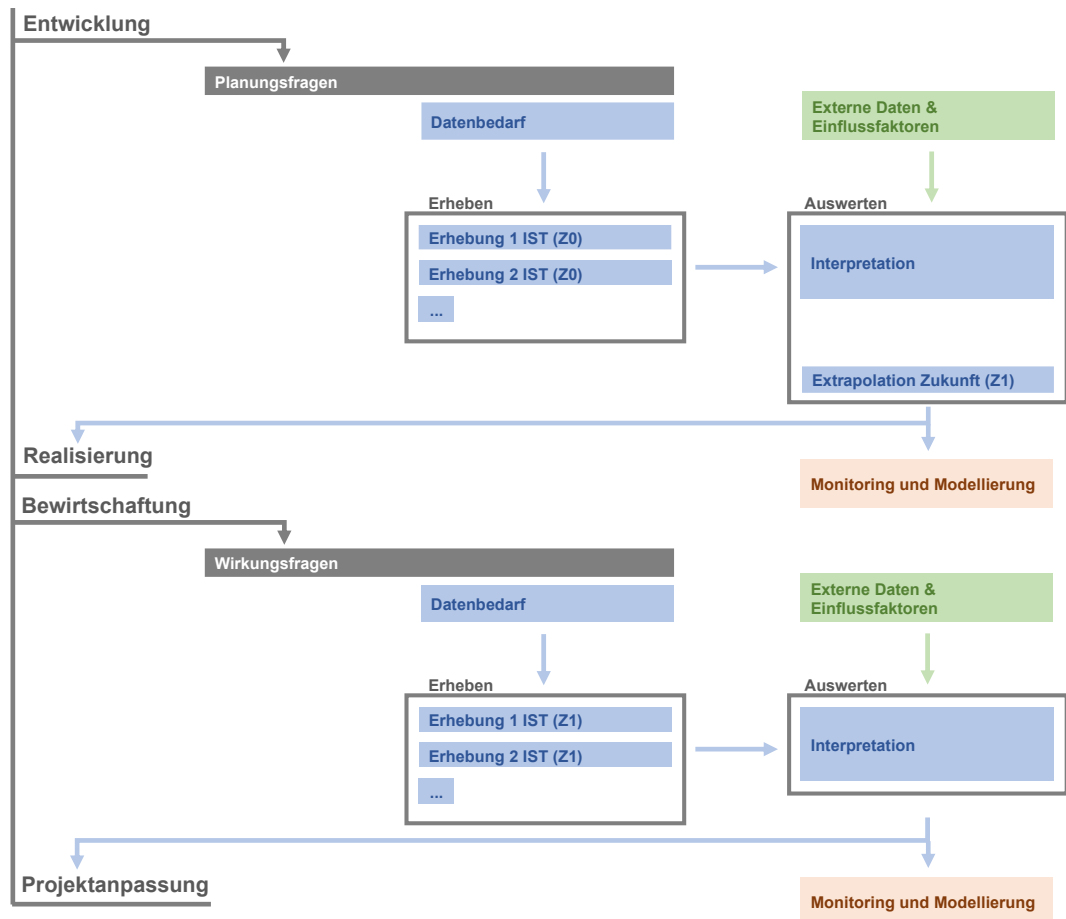 Entwicklung
Planungsfragen
Datenbedarf
Externe Daten &
Einflussfaktoren
Erheben
Erhebung 1 IST (Z0)
Erhebung 2 IST (Z0)
...
Auswerten
Interpretation
Extrapolation Zukunft (Z1)
Realisierung
Monitoring und Modellierung
Bewirtschaftung
Wirkungsfragen
Datenbedarf
Externe Daten &
Einflussfaktoren
Erheben
Erhebung 1 IST (Z1)
Erhebung 2 IST (Z1)
...
Auswerten
Interpretation
Projektanpassung
Monitoring und Modellierung